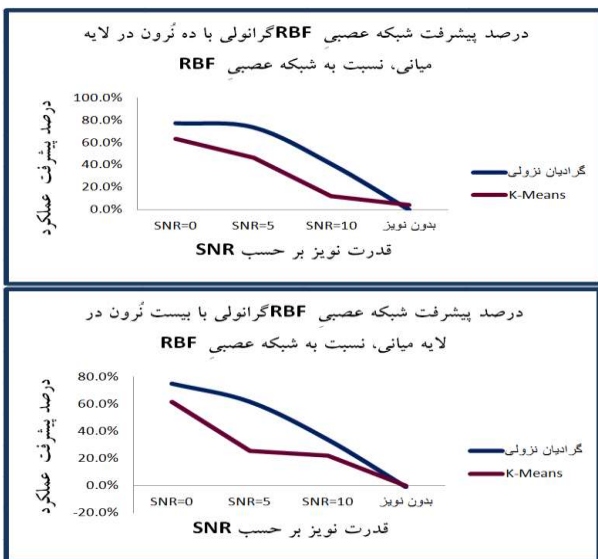 درصد پیشرفت شبکه عصبیِ RBFگرانولی با ده نُرون در لایه
میانی، نسبت به شبکه عصبیِ RBF
درصد پیشرفت عملکرد
100.0%
80.0%
60.0%
40.0%
20.0%
0.0%
SNR=0 SNR=5 SNR=10 بدون نویز
قدرت نویز بر حسب SNR
گرادیان نزولی
K-Means
درصد پیشرفت شبکه عصبیِ RBFگرانولی با بیست نُرون در
لایه میانی، نسبت به شبکه عصبیِ RBF
درصد پیشرفت عملکرد
80.0%
60.0%
40.0%
20.0%
0.0%
-20.0%
SNR=0 SNR=5 SNR=10 بدون نویز
قدرت نویز بر حسب SNR
گرادیان نزولی
K-Means